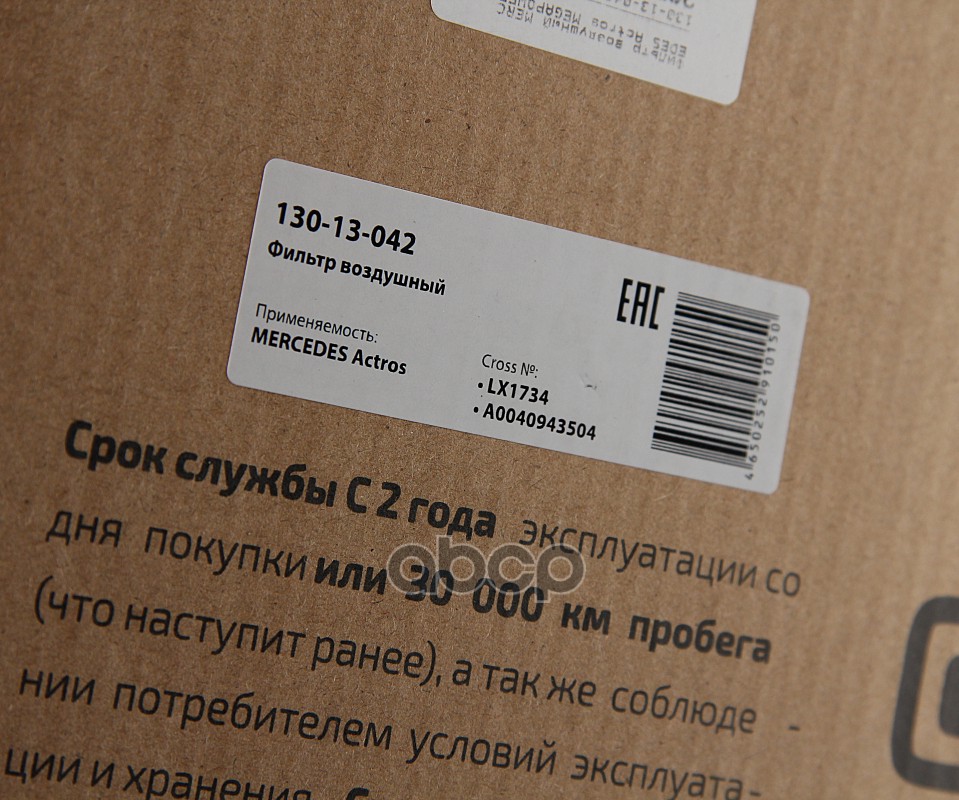 130-13-042
Фильтр воздушный
Применяемость:
MERCEDES Actros
Cross №:
• LX1734
• A0040943504
EAC
4650252910150
Срок службы С 2 года эксплуатации со
дня покупки или 30 000 км пробега
(что наступит ранее), а так же соблюде -
нии потребителем условий эксплуата-
ции и хранения.
abcp